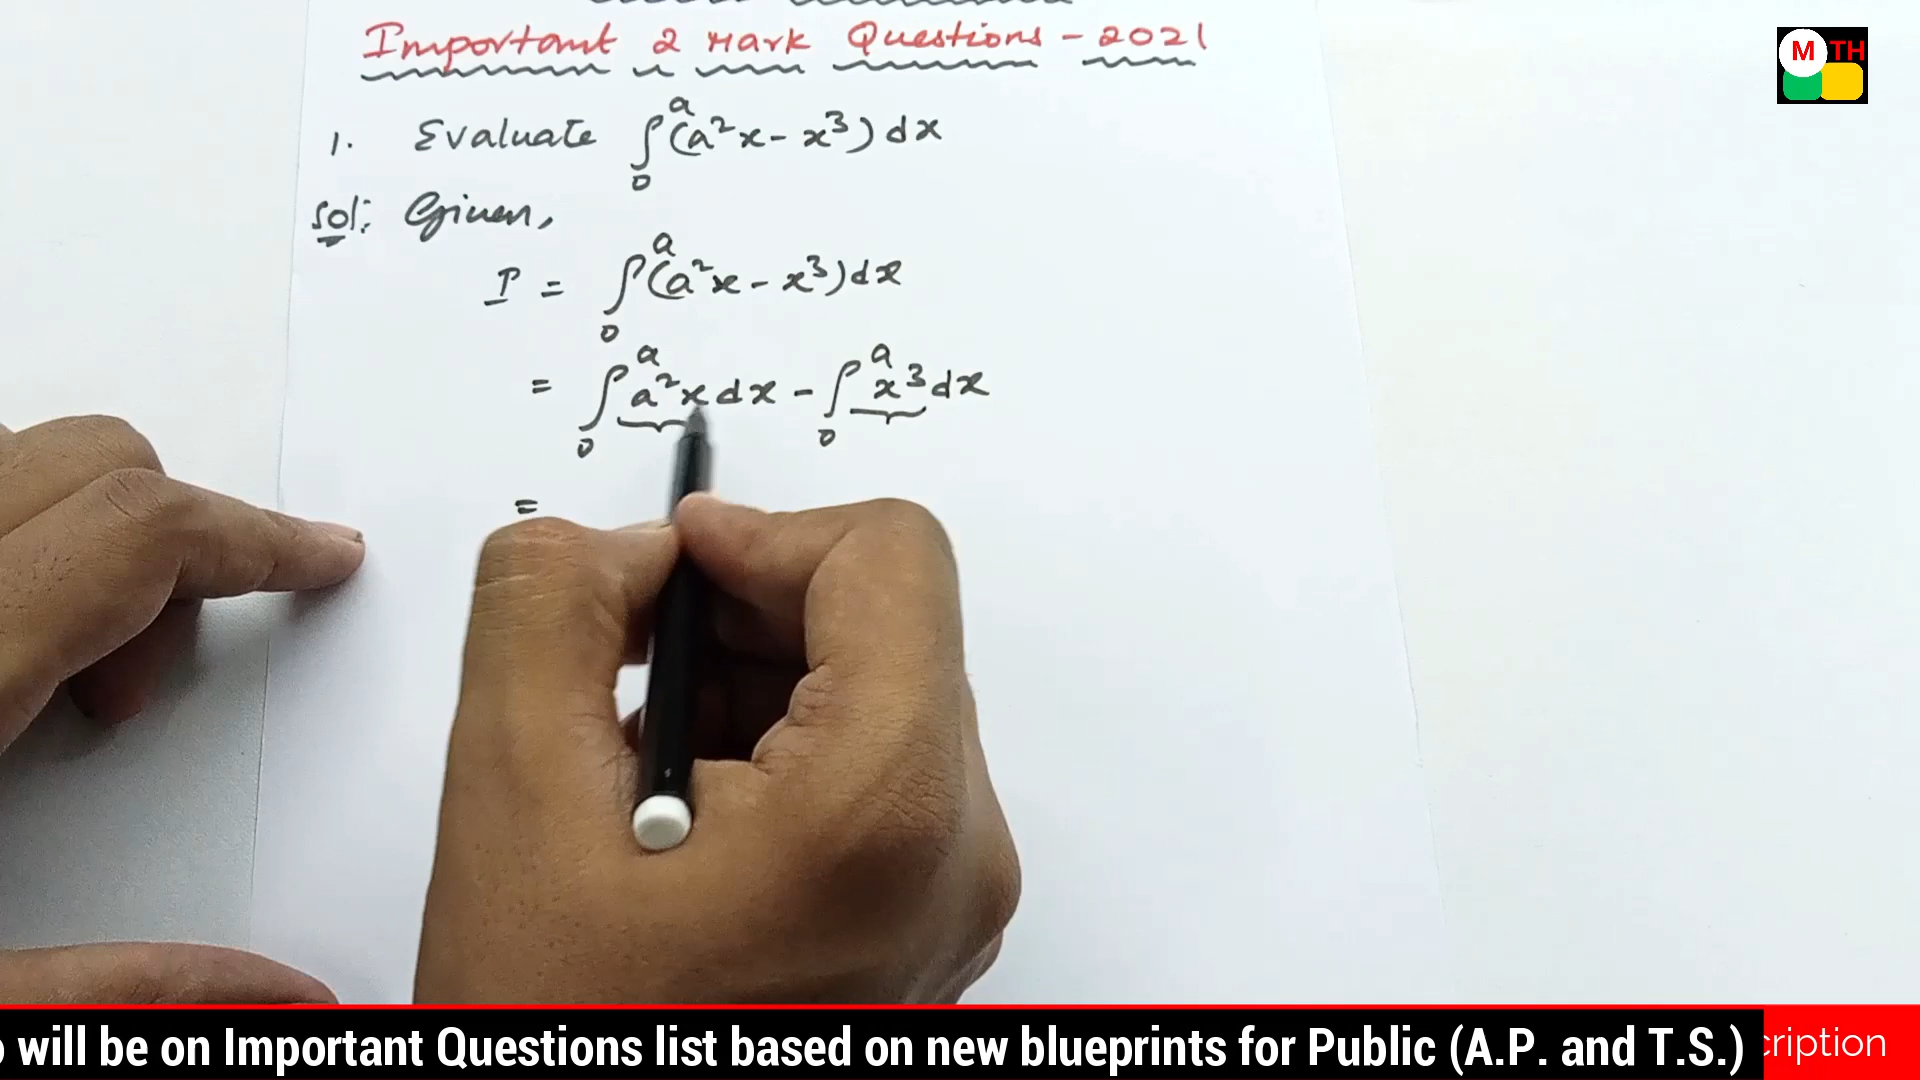 Important 2 Mark Questions - 2021
M TH
1. Evaluate ∫₀ᵃ (a²x - x³) dx
Sol: Given,
I = ∫₀ᵃ (a²x - x³) dx
= ∫₀ᵃ a²x dx - ∫₀ᵃ x³ dx
=
will be on Important Questions list based on new blueprints for Public (A.P. and T.S.)